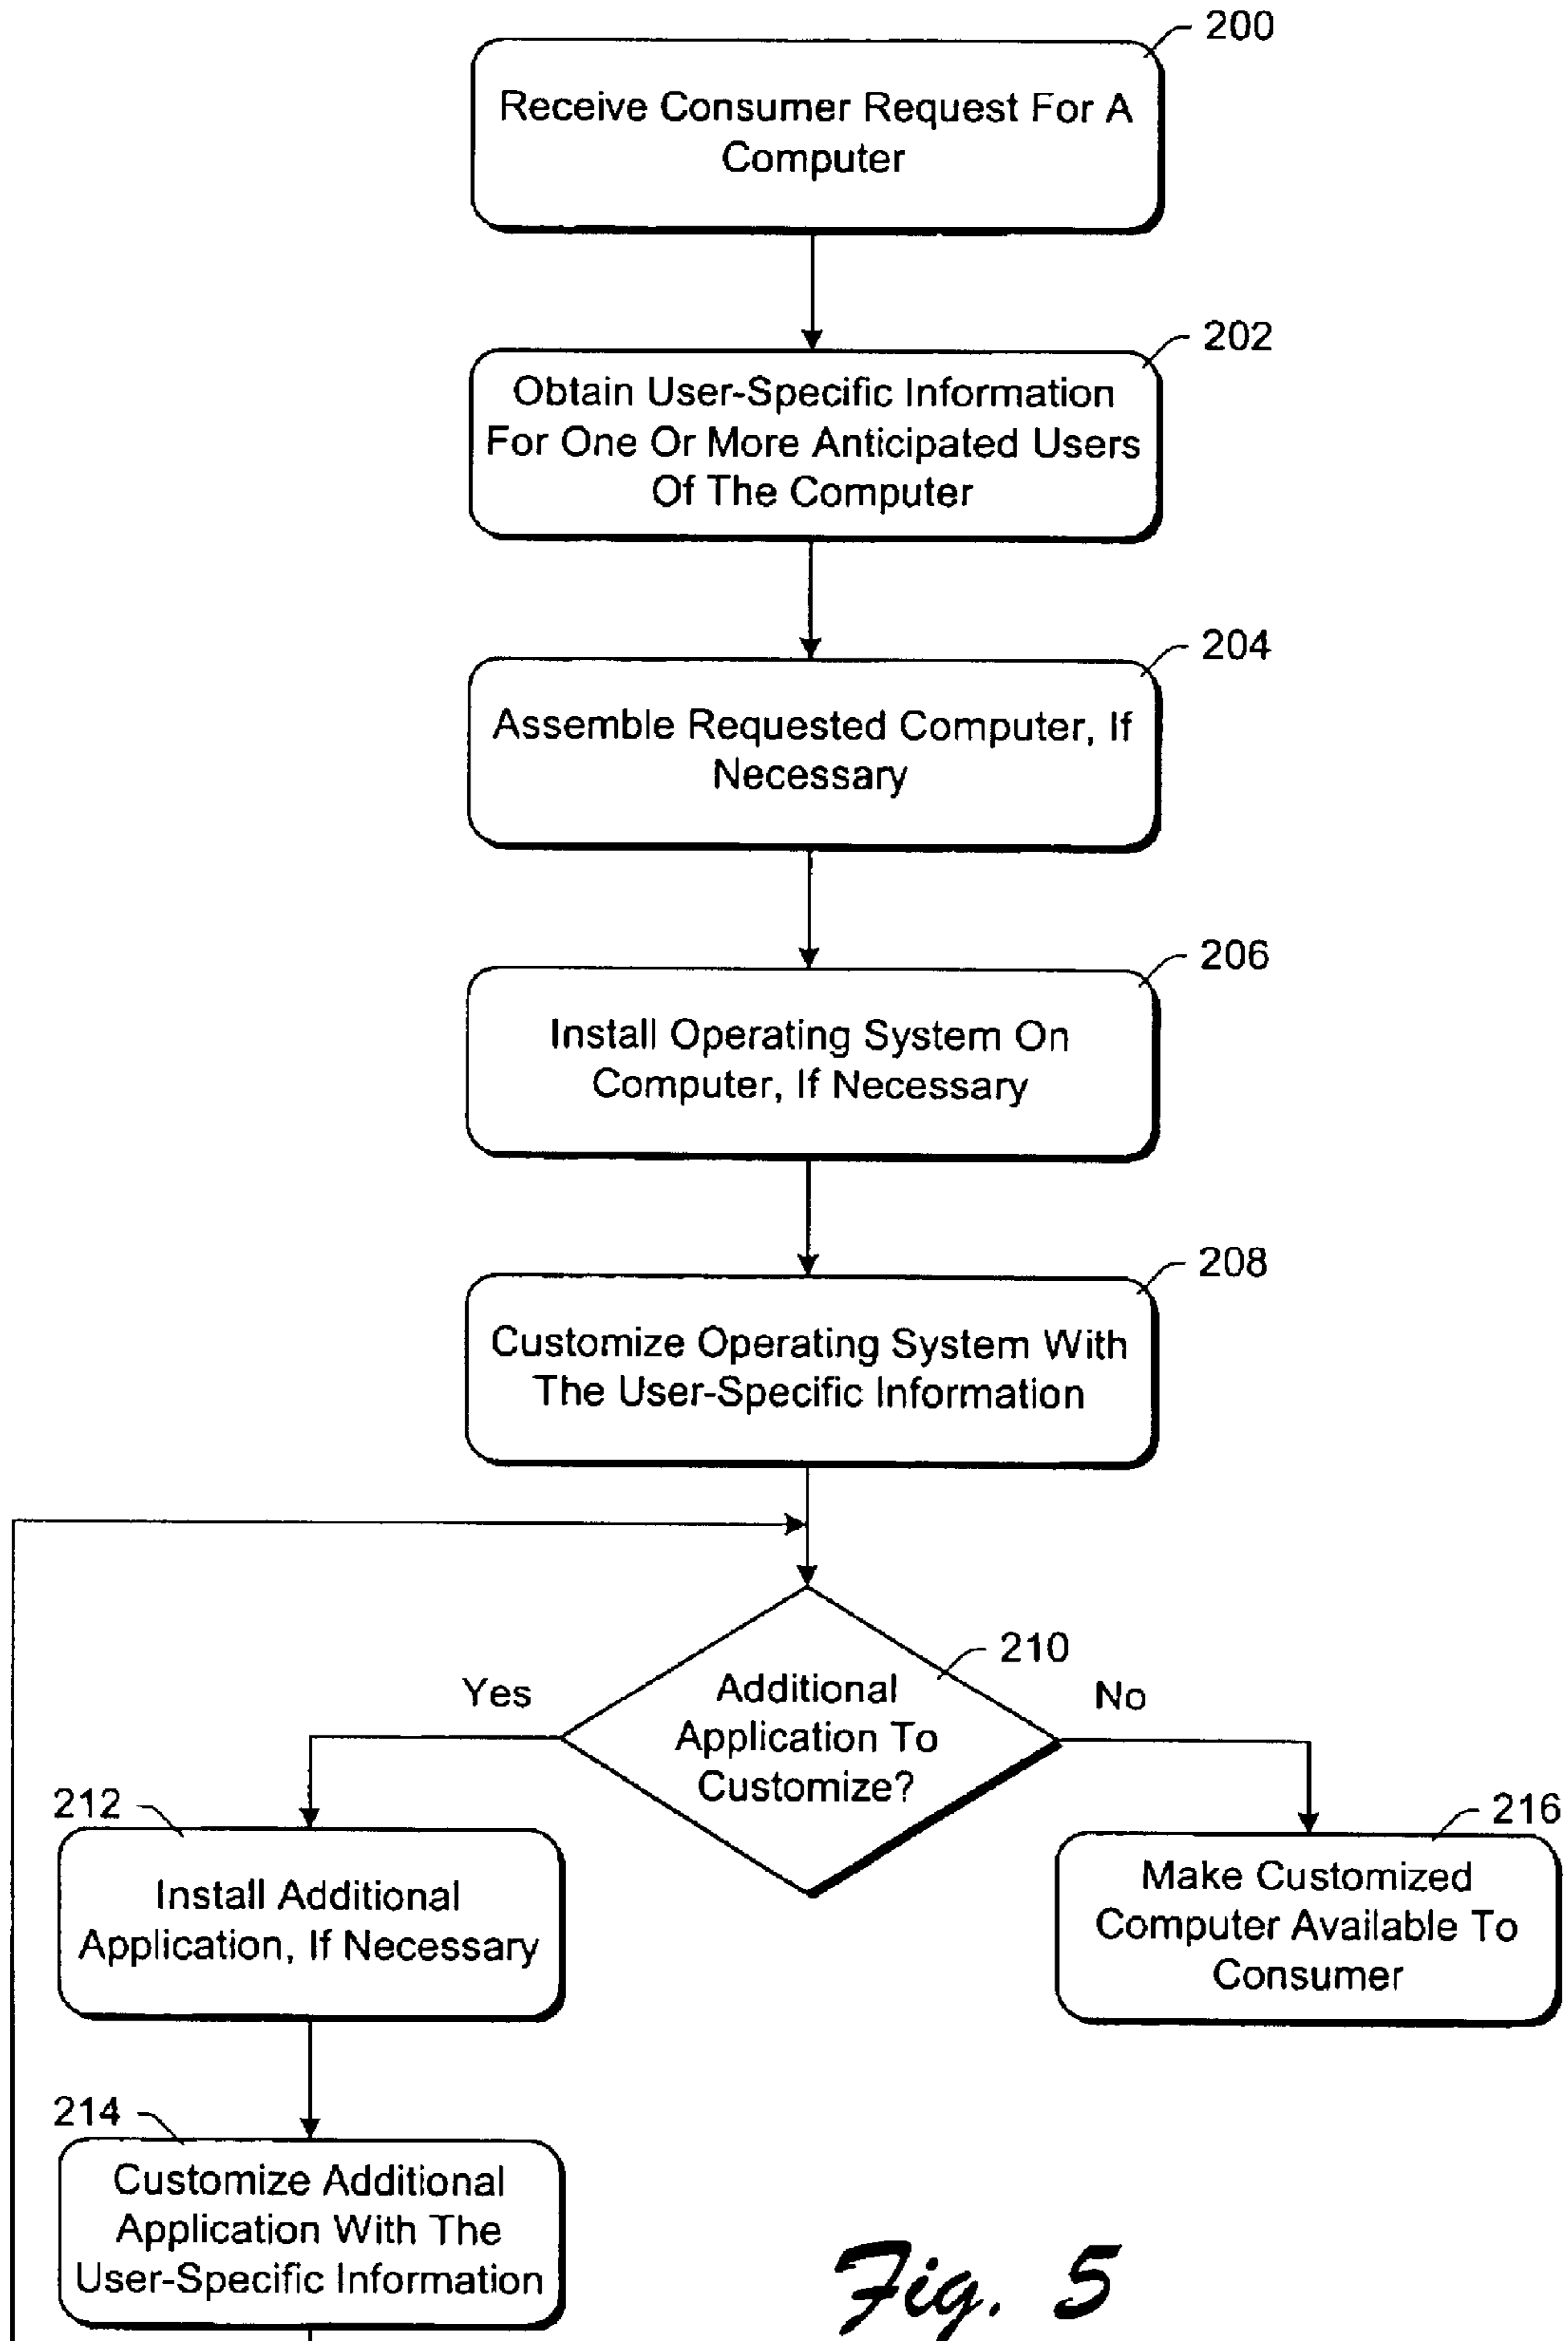 200
Receive Consumer Request For A
Computer
202
Obtain User-Specific Information
For One Or More Anticipated Users
Of The Computer
204
Assemble Requested Computer, If
Necessary
206
Install Operating System On
Computer, If Necessary
208
Customize Operating System With
The User-Specific Information
210
Additional
Application To
Customize?
Yes
No
212
Install Additional
Application, If Necessary
216
Make Customized
Computer Available To
Consumer
214
Customize Additional
Application With The
User-Specific Information
Fig. 5